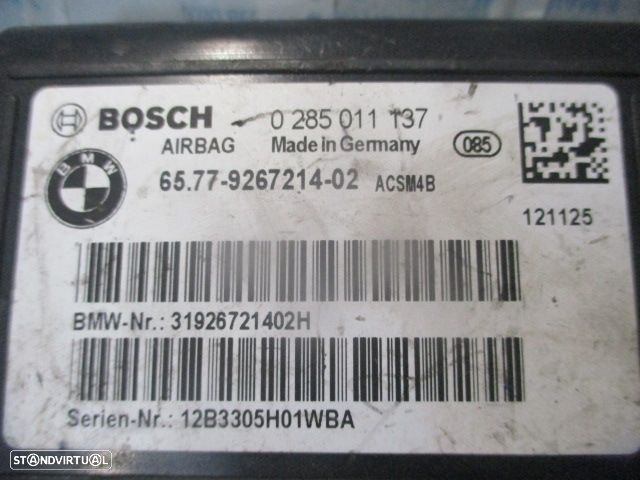 BOSCH 0 285 011 137
AIRBAG Made in Germany 085
BMW
65.77-9267214-02 ACSM4B
121125
BMW-Nr.: 31926721402H
Serien-Nr.: 12B3305H01WBA
STANDVIRTUAL